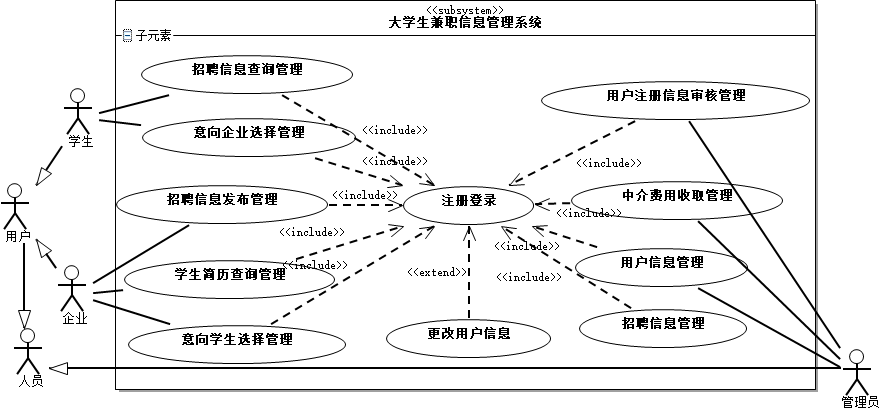 <<subsystem>>
大学生兼职信息管理系统
子元素
招聘信息查询管理
用户注册信息审核管理
学生
意向企业选择管理
<<include>>
<<include>>
<<include>>
招聘信息发布管理
<<include>>
注册登录
中介费用收取管理
<<include>>
用户
<<include>>
<<include>>
学生简历查询管理
<<include>>
<<extend>>
<<include>>
用户信息管理
企业
意向学生选择管理
更改用户信息
招聘信息管理
人员
管理员